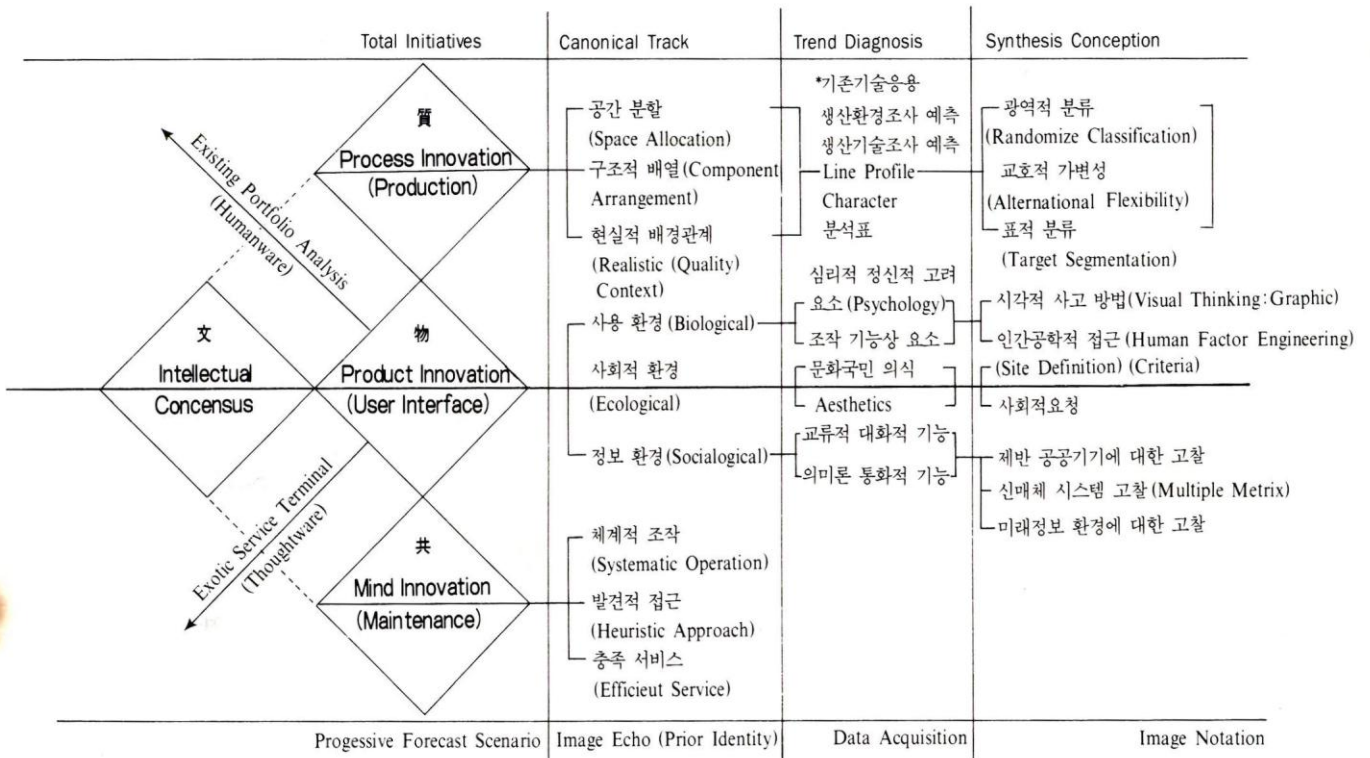 Total Initiatives
Canonical Track
Trend Diagnosis
Synthesis Conception
質
Process Innovation
(Production)
Existing Portfolio Analysis
(Humanware)
文
Intellectual
Concensus
物
Product Innovation
(User Interface)
Exotic Service Terminal
(Thoughtware)
共
Mind Innovation
(Maintenance)
공간 분할
(Space Allocation)
구조적 배열(Component
Arrangement)
현실적 배경관계
(Realistic (Quality)
Context)
사용 환경 (Biological)
사회적 환경
(Ecological)
정보 환경(Socialogical)
체계적 조작
(Systematic Operation)
발견적 접근
(Heuristic Approach)
충족 서비스
(Efficieut Service)
*기존기술응용
생산환경조사 예측
생산기술조사 예측
Line Profile
Character
분석표
심리적 정신적 고려
요소(Psychology)
조작 기능상 요소
문화국민 의식
Aesthetics
교류적 대화적 기능
의미론 통화적 기능
광역적 분류
(Randomize Classification)
교호적 가변성
(Alternational Flexibility)
표적 분류
(Target Segmentation)
시각적 사고 방법(Visual Thinking:Graphic)
인간공학적 접근 (Human Factor Engineering)
(Site Definition) (Criteria)
사회적요청
제반 공공기기에 대한 고찰
신매체 시스템 고찰(Multiple Metrix)
미래정보 환경에 대한 고찰
Progessive Forecast Scenario
Image Echo (Prior Identity)
Data Acquisition
Image Notation